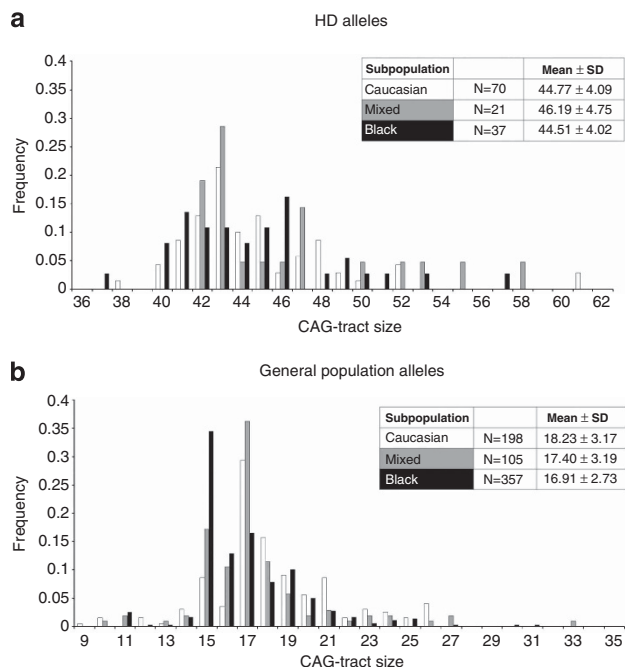 a
HD alleles
Subpopulation Mean ± SD
Caucasian N=70 44.77 ± 4.09
Mixed N=21 46.19 ± 4.75
Black N=37 44.51 ± 4.02
0.4
0.35
0.3
0.25
0.2
0.15
0.1
0.05
0
Frequency
36 38 40 42 44 46 48 50 52 54 56 58 60 62
CAG-tract size
b
General population alleles
Subpopulation Mean ± SD
Caucasian N=198 18.23 ± 3.17
Mixed N=105 17.40 ± 3.19
Black N=357 16.91 ± 2.73
0.4
0.35
0.3
0.25
0.2
0.15
0.1
0.05
0
Frequency
9 11 13 15 17 19 21 23 25 27 29 31 33 35
CAG-tract size